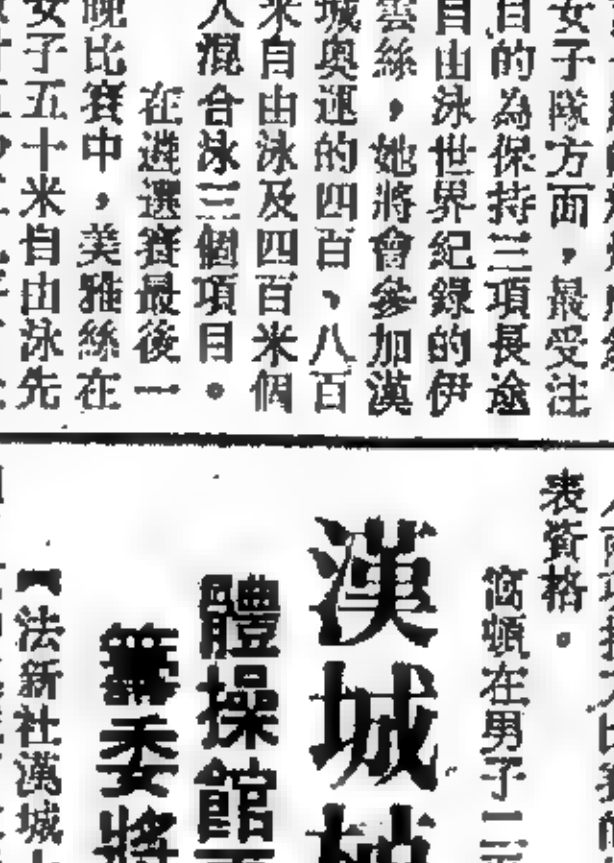 女子隊方面，最受注
目的為保持三項長途
自由泳世界紀錄的伊
雲絲，她將會參加漢
城奧運的四百、八百
米自由泳及四百米個
人混合泳三個項目。
在遴選賽最後一
晚比賽中，美雅絲在
女子五十米自由泳先
表資格。
在男子二
漢城
體操館
籌委將
【法新社漢城